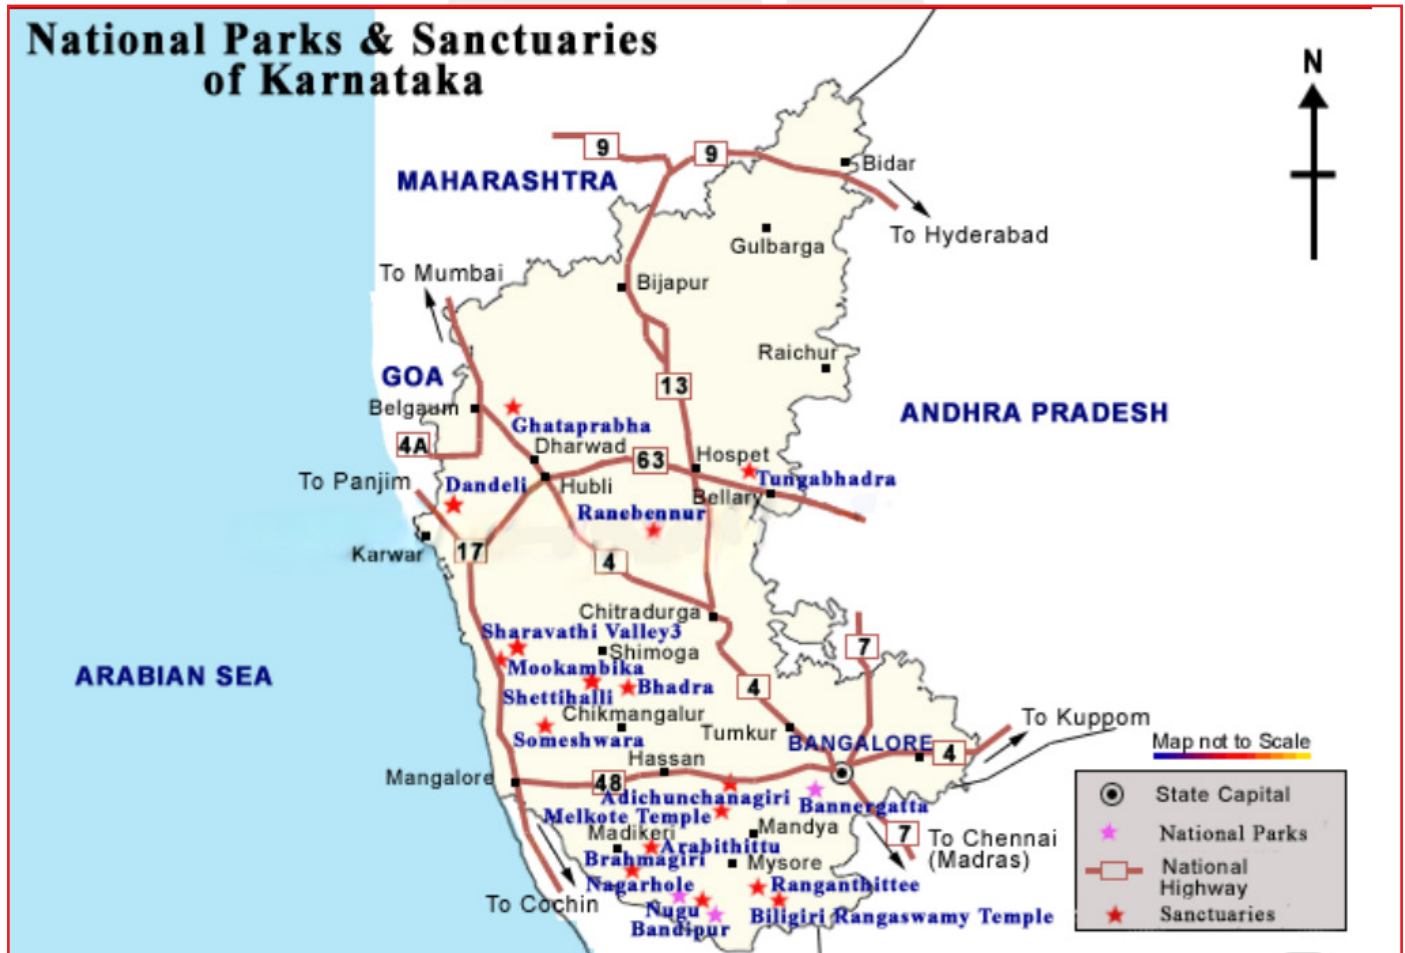 National Parks & Sanctuaries
of Karnataka
N
9
9
Bidar
MAHARASHTRA
To Hyderabad
Gulbarga
To Mumbai
Bijapur
Raichur
GOA
13
Belgaum
ANDHRA PRADESH
Ghataprabha
4A
Dharwad
63
Hospet
To Panjim
Dandeli
Hubli
Tungabhadra
Bellary
Ranebennur
Karwar
17
4
Chitradurga
Sharavathi Valley3
7
Shimoga
Mookambika
ARABIAN SEA
Shettihalli
Bhadra
4
Chikmangalur
To Kuppom
Tumkur
Someshwara
BANGALORE
4
Map not to Scale
Hassan
Mangalore
48
Adichunchanagiri
Bannergatta
State Capital
Melkote Temple
Madikeri
Mandya
7
To Chennai
(Madras)
National Parks
Arabithittu
Brahmagiri
Mysore
National
Highway
Nagarhole
Ranganthittee
To Cochin
Nugu
Biligiri Rangaswamy Temple
Sanctuaries
Bandipur